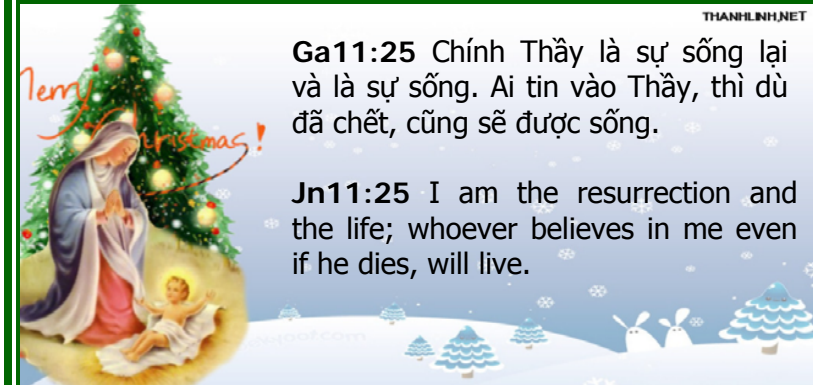 THANHLINH.NET
Merry
Christmas!
Ga11:25 Chính Thầy là sự sống lại
và là sự sống. Ai tin vào Thầy, thì dù
đã chết, cũng sẽ được sống.
Jn11:25 I am the resurrection and
the life; whoever believes in me even
if he dies, will live.